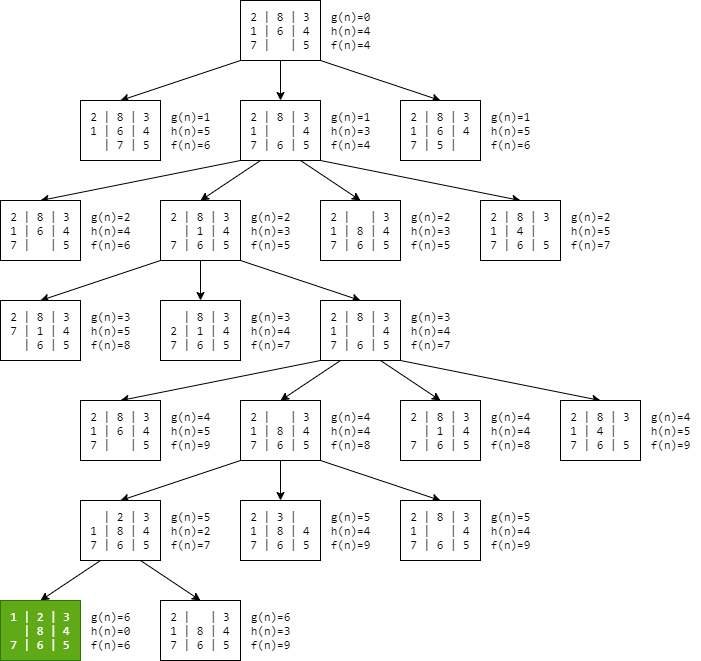 2 | 8 | 3 g(n)=0
1 | 6 | 4 h(n)=4
7 |   | 5 f(n)=4
2 | 8 | 3 g(n)=1 2 | 8 | 3 g(n)=1 2 | 8 | 3 g(n)=1
1 | 6 | 4 h(n)=5 1 |   | 4 h(n)=3 1 | 6 | 4 h(n)=5
  | 7 | 5 f(n)=6 7 | 6 | 5 f(n)=4 7 | 5 |   f(n)=6
2 | 8 | 3 g(n)=2 2 | 8 | 3 g(n)=2 2 |   | 3 g(n)=2 2 | 8 | 3 g(n)=2
1 | 6 | 4 h(n)=4   | 1 | 4 h(n)=3 1 | 8 | 4 h(n)=3 1 | 4 |   h(n)=5
7 |   | 5 f(n)=6 7 | 6 | 5 f(n)=5 7 | 6 | 5 f(n)=5 7 | 6 | 5 f(n)=7
2 | 8 | 3 g(n)=3   | 8 | 3 g(n)=3 2 | 8 | 3 g(n)=3
7 | 1 | 4 h(n)=5 2 | 1 | 4 h(n)=4 1 |   | 4 h(n)=4
  | 6 | 5 f(n)=8 7 | 6 | 5 f(n)=7 7 | 6 | 5 f(n)=7
2 | 8 | 3 g(n)=4 2 |   | 3 g(n)=4 2 | 8 | 3 g(n)=4 2 | 8 | 3 g(n)=4
1 | 6 | 4 h(n)=5 1 | 8 | 4 h(n)=4   | 1 | 4 h(n)=4 1 | 4 |   h(n)=5
7 |   | 5 f(n)=9 7 | 6 | 5 f(n)=8 7 | 6 | 5 f(n)=8 7 | 6 | 5 f(n)=9
  | 2 | 3 g(n)=5 2 | 3 |   g(n)=5 2 | 8 | 3 g(n)=5
1 | 8 | 4 h(n)=2 1 | 8 | 4 h(n)=4 1 |   | 4 h(n)=4
7 | 6 | 5 f(n)=7 7 | 6 | 5 f(n)=9 7 | 6 | 5 f(n)=9
1 | 2 | 3 g(n)=6 2 |   | 3 g(n)=6
  | 8 | 4 h(n)=0 1 | 8 | 4 h(n)=3
7 | 6 | 5 f(n)=6 7 | 6 | 5 f(n)=9